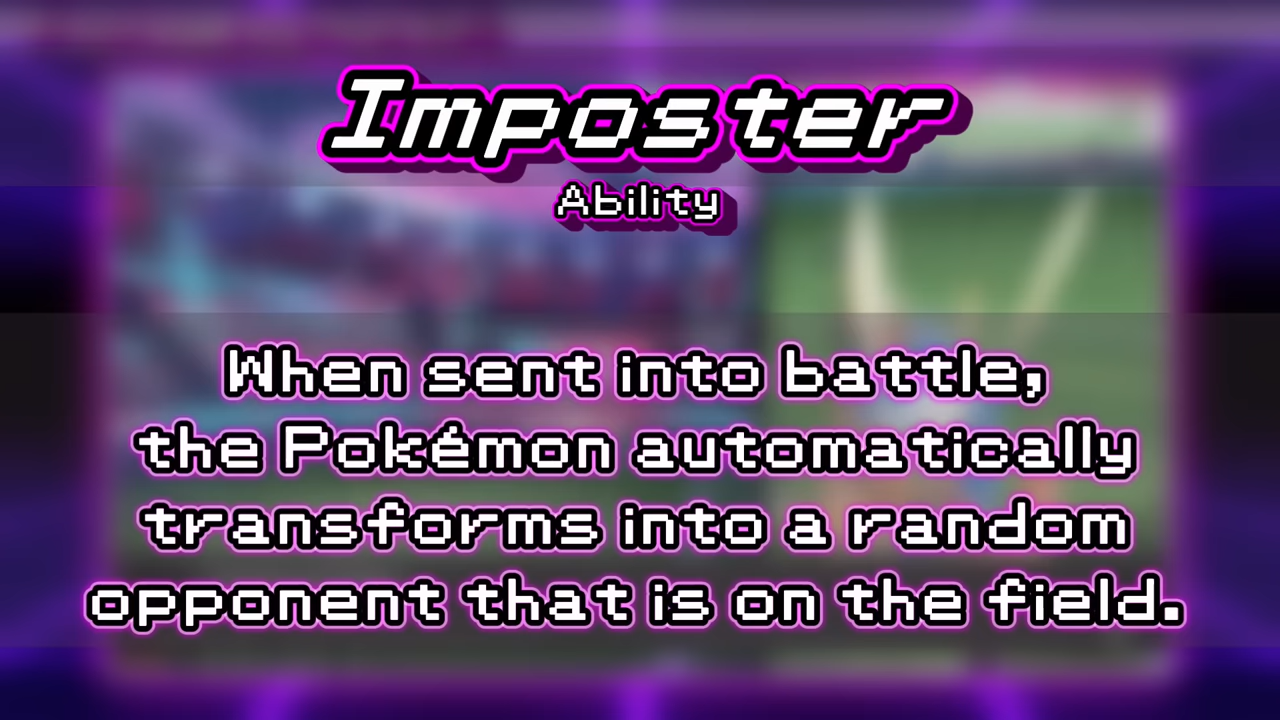 Imposter
Ability
When sent into battle,
the Pokémon automatically
transforms into a random
opponent that is on the field.